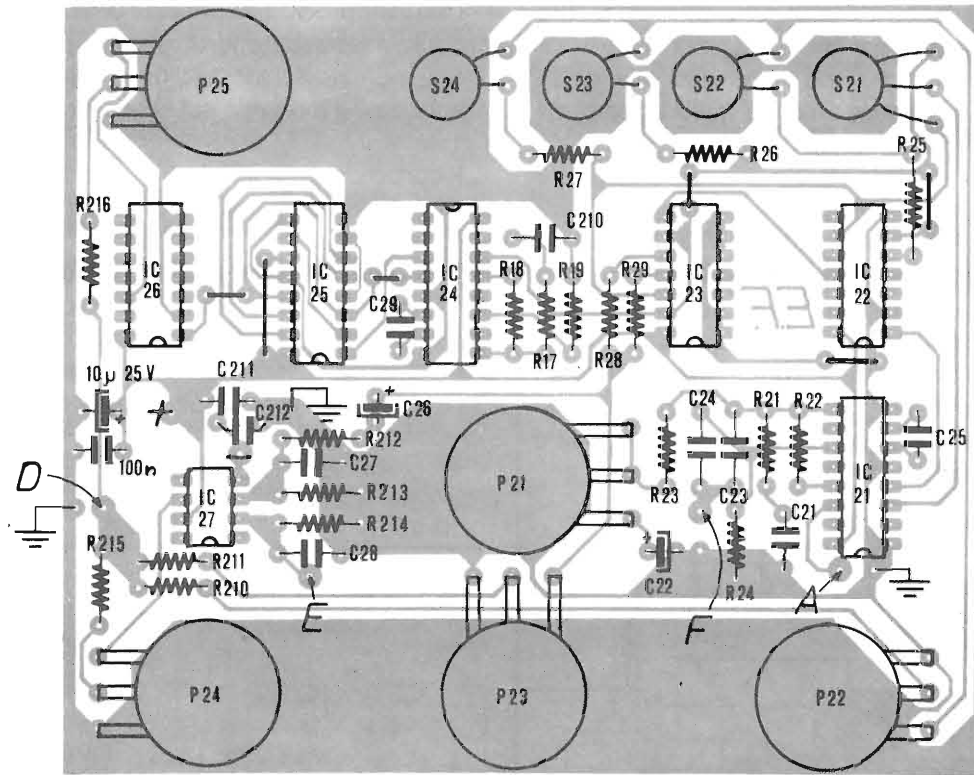 P25
S24
S23
S22
S21
R27
R26
R25
R216
IC
26
IC
25
C29
IC
24
C210
R18
R19
R29
R17
R28
IC
23
IC
22
10µ 25V
+
100n
C211
C212
+
C26
R212
C27
R213
R214
C28
IC
27
P21
C24
R21
R22
R23
C23
C21
IC
21
C25
+
C22
R24
D
R215
R211
R210
E
F
A
P24
P23
P22